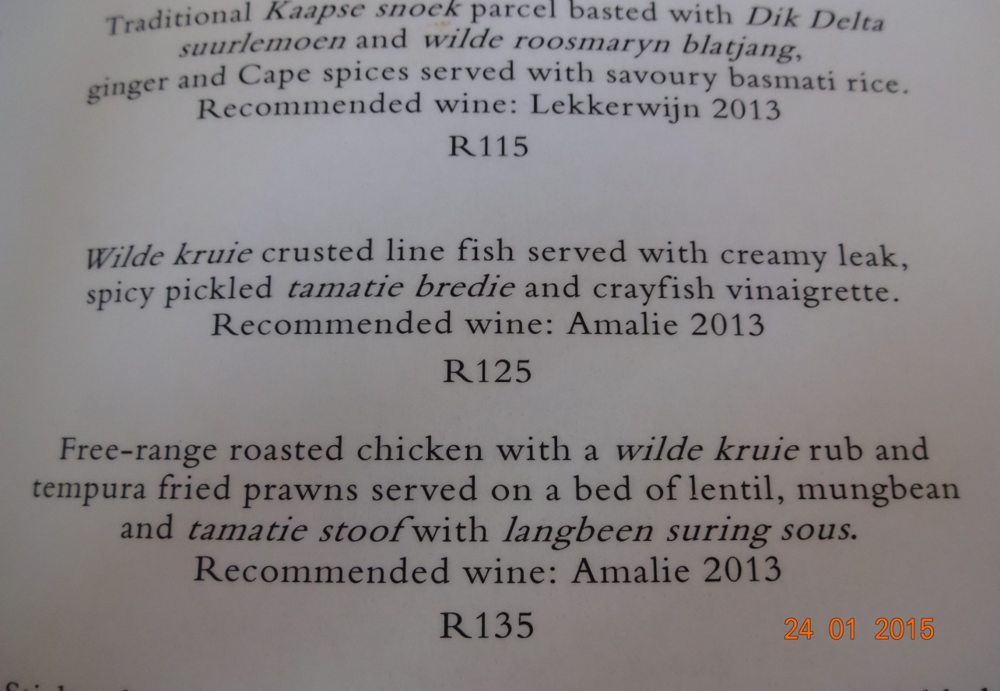 Traditional Kaapse snoek parcel basted with Dik Delta
suurlemoen and wilde roosmaryn blatjang,
ginger and Cape spices served with savoury basmati rice.
Recommended wine: Lekkerwijn 2013
R115
Wilde kruie crusted line fish served with creamy leak,
spicy pickled tamatie bredie and crayfish vinaigrette.
Recommended wine: Amalie 2013
R125
Free-range roasted chicken with a wilde kruie rub and
tempura fried prawns served on a bed of lentil, mungbean
and tamatie stoof with langbeen suring sous.
Recommended wine: Amalie 2013
R135
24 01 2015